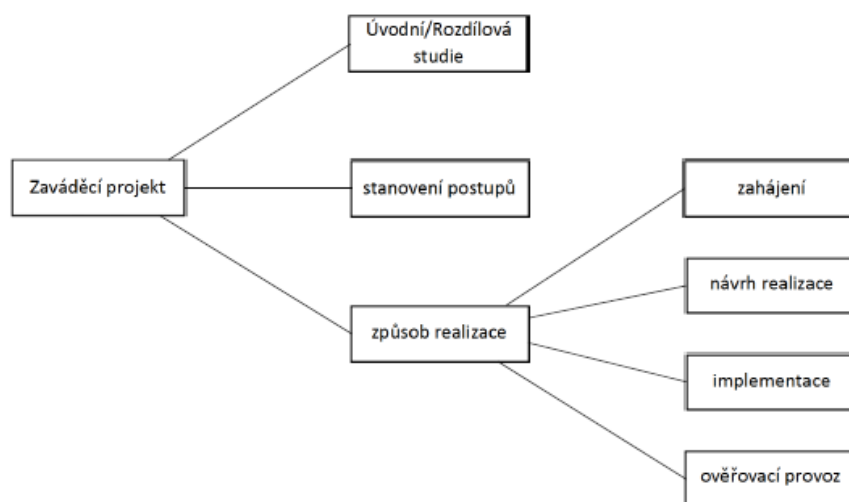 Úvodní/Rozdílová
studie
Zaváděcí projekt
stanovení postupů
zahájení
návrh realizace
způsob realizace
implementace
ověřovací provoz